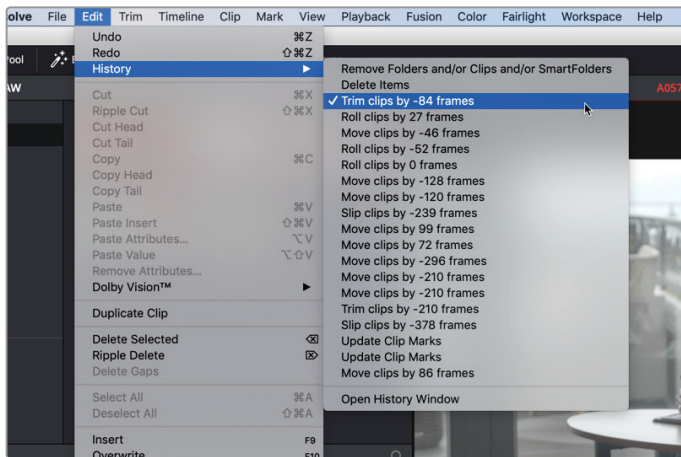 olve File Edit Trim Timeline Clip Mark View Playback Fusion Color Fairlight Workspace Help
ool
AW
A057
Undo ⌘Z
Redo ⇧⌘Z
History ▶
Cut ⌘X
Ripple Cut ⇧⌘X
Cut Head
Cut Tail
Copy ⌘C
Copy Head
Copy Tail
Paste ⌘V
Paste Insert ⇧⌘V
Paste Attributes... ⌥V
Paste Value ⌥⇧V
Remove Attributes...
Dolby Vision™ ▶
Duplicate Clip
Delete Selected ⌫
Ripple Delete ⌦
Delete Gaps
Select All ⌘A
Deselect All ⇧⌘A
Insert F9
Overwrite F10
Remove Folders and/or Clips and/or SmartFolders
Delete Items
✓ Trim clips by -84 frames
Roll clips by 27 frames
Move clips by -46 frames
Roll clips by -52 frames
Roll clips by 0 frames
Move clips by -128 frames
Move clips by -120 frames
Slip clips by -239 frames
Move clips by 99 frames
Move clips by 72 frames
Move clips by -296 frames
Move clips by -210 frames
Move clips by -210 frames
Trim clips by -210 frames
Slip clips by -378 frames
Update Clip Marks
Update Clip Marks
Move clips by 86 frames
Open History Window